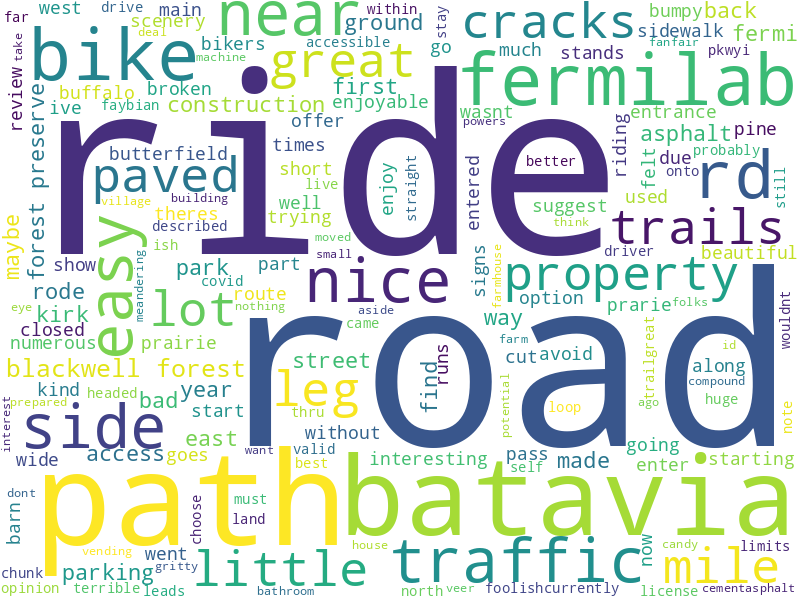 ride
road
path
batavia
fermilab
bike
side
near
great
cracks
nice
property
traffic
easy
lot
little
leg
mile
trails
rd
paved
west
drive
main
far
within
bumpy
back
scenery
bikers
accessible
ground
go
stay
sidewalk
fermi
take
deal
machine
review
buffalo
ive
broken
faybian
first
enjoyable
much
stands
fanfair
pkwyi
construction
offer
wasnt
entrance
powers
riding
asphalt
pine
forest preserve
butterfield
times
better
felt
due
probably
onto
still
short
live
building
enjoy
straight
entered
village
theres
well
trying
used
suggest
maybe
described
ish
moved
small
signs
think
farmhouse
driver
beautiful
show
park
part
meandering
covid
nothing
eye
rode
route
aside
came
option
prarie
folks
wouldnt
kirk
closed
numerous
prairie
street
way
cut
avoid
runs
farm
find
trailgreat
id
along
compound
blackwell forest
kind
headed
bad
year
start
thru
potential
loop
ago
huge
note
prepared
interest
east
without
valid
best
want
pass
self
made
going
enter
starting
wide
access
goes
interesting
barn
dont
choose
must
land
now
candy
limits
vending
house
chunk
parking
went
gritty
opinion
terrible
leads
bathroom
north
veer
foolishcurrently
license
cementasphalt